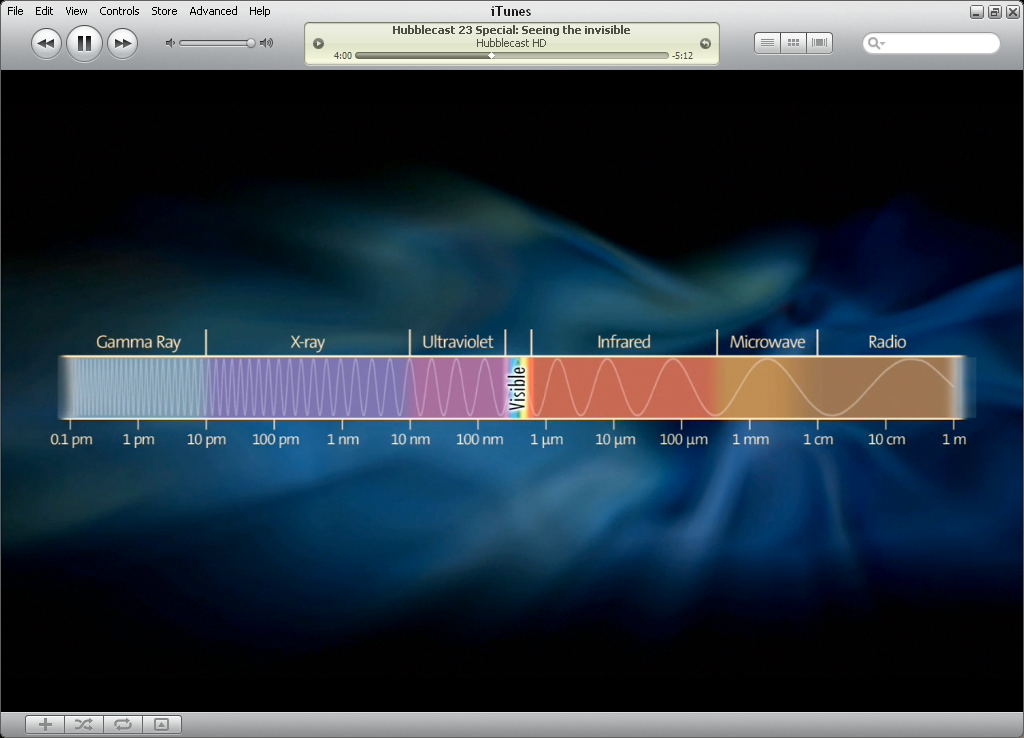 iTunes
File Edit View Controls Store Advanced Help
Hubblecast 23 Special: Seeing the invisible
Hubblecast HD
4:00 -5:12
Gamma Ray X-ray Ultraviolet Infrared Microwave Radio
Visible
0.1 pm 1 pm 10 pm 100 pm 1 nm 10 nm 100 nm 1 µm 10 µm 100 µm 1 mm 1 cm 10 cm 1 m